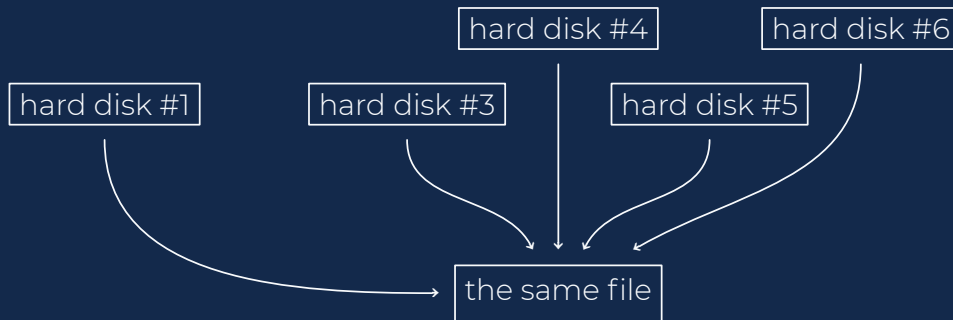 hard disk #4
hard disk #6
hard disk #1
hard disk #3
hard disk #5
the same file